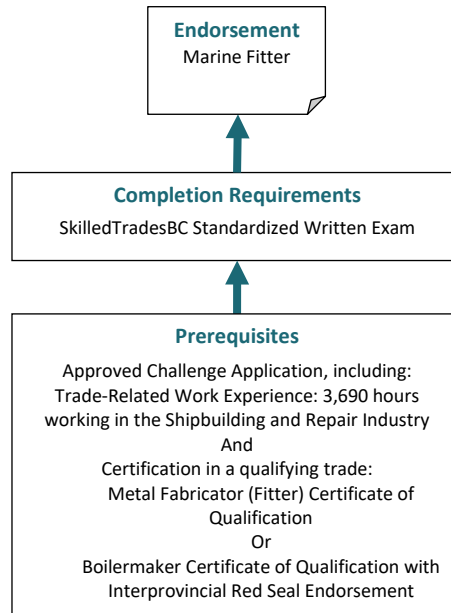 Endorsement
Marine Fitter
Completion Requirements
SkilledTradesBC Standardized Written Exam
Prerequisites
Approved Challenge Application, including:
Trade-Related Work Experience: 3,690 hours
working in the Shipbuilding and Repair Industry
And
Certification in a qualifying trade:
Metal Fabricator (Fitter) Certificate of
Qualification
Or
Boilermaker Certificate of Qualification with
Interprovincial Red Seal Endorsement